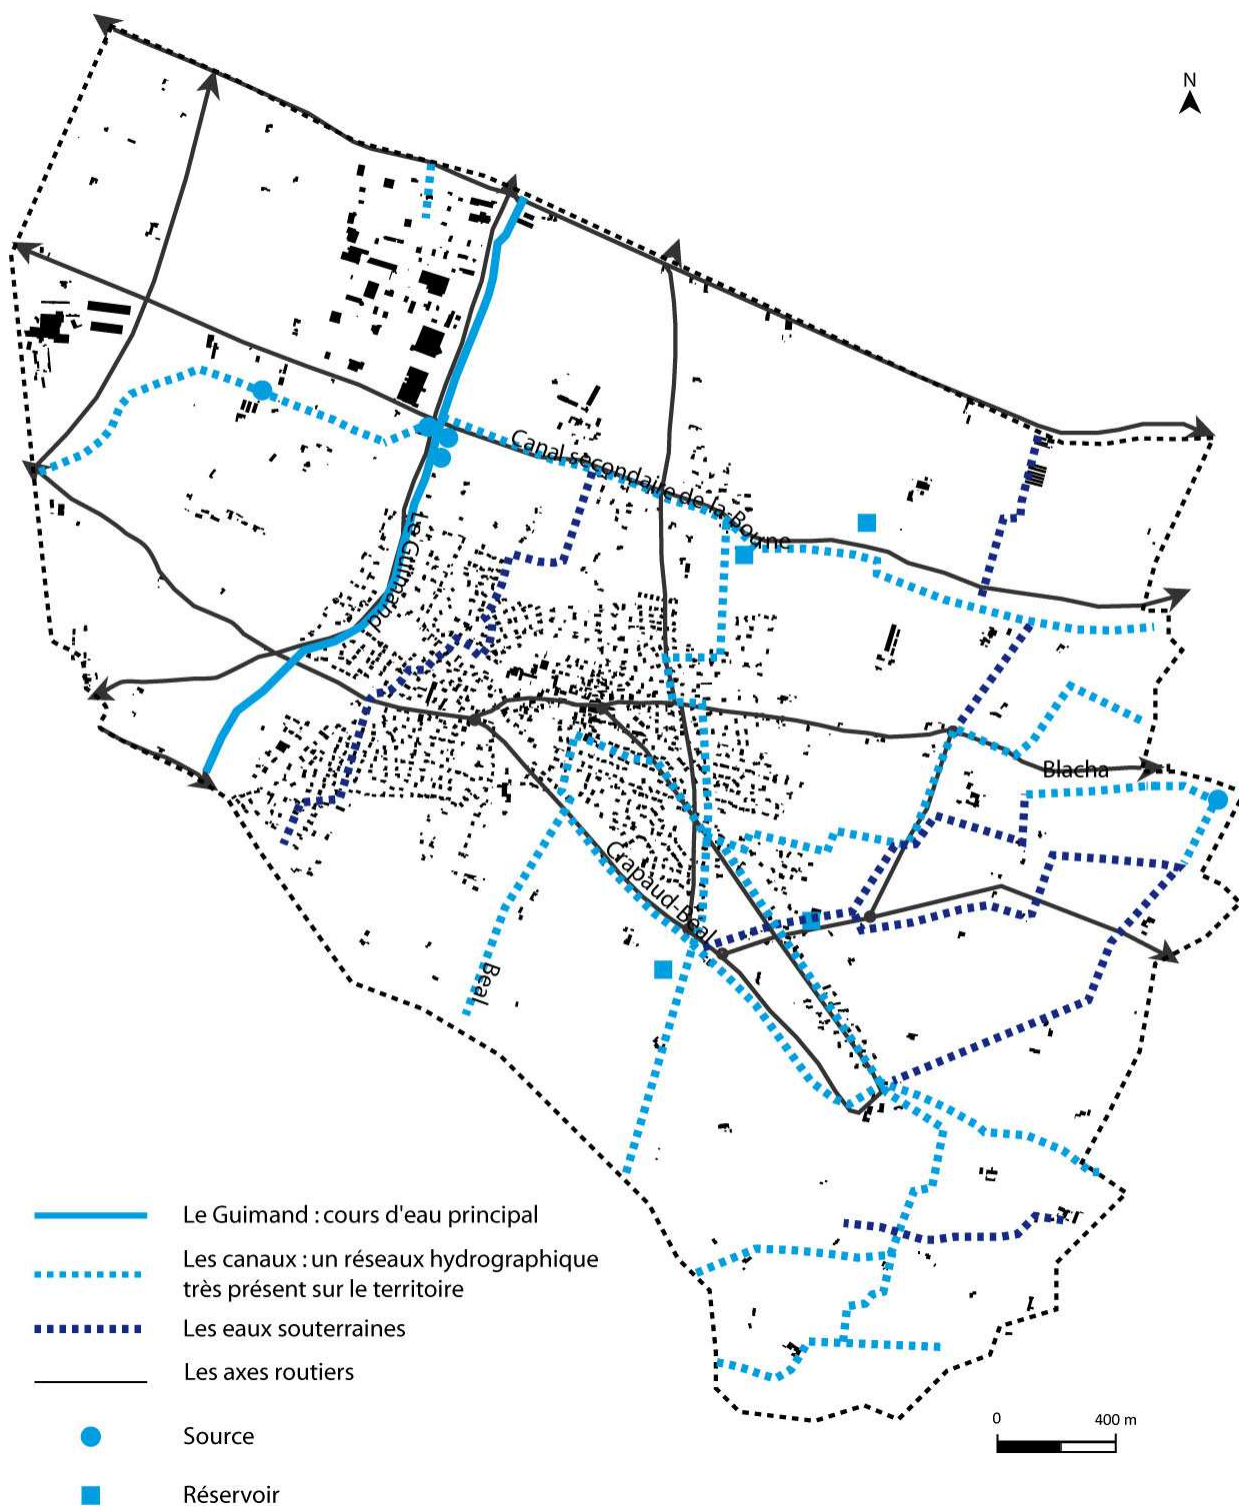 N
Canal secondaire de la Bourne
Le Guimand
Blacha
Crapaud-Béal
Béal
Le Guimand : cours d'eau principal
Les canaux : un réseaux hydrographique
très présent sur le territoire
Les eaux souterraines
Les axes routiers
0 400 m
Source
Réservoir